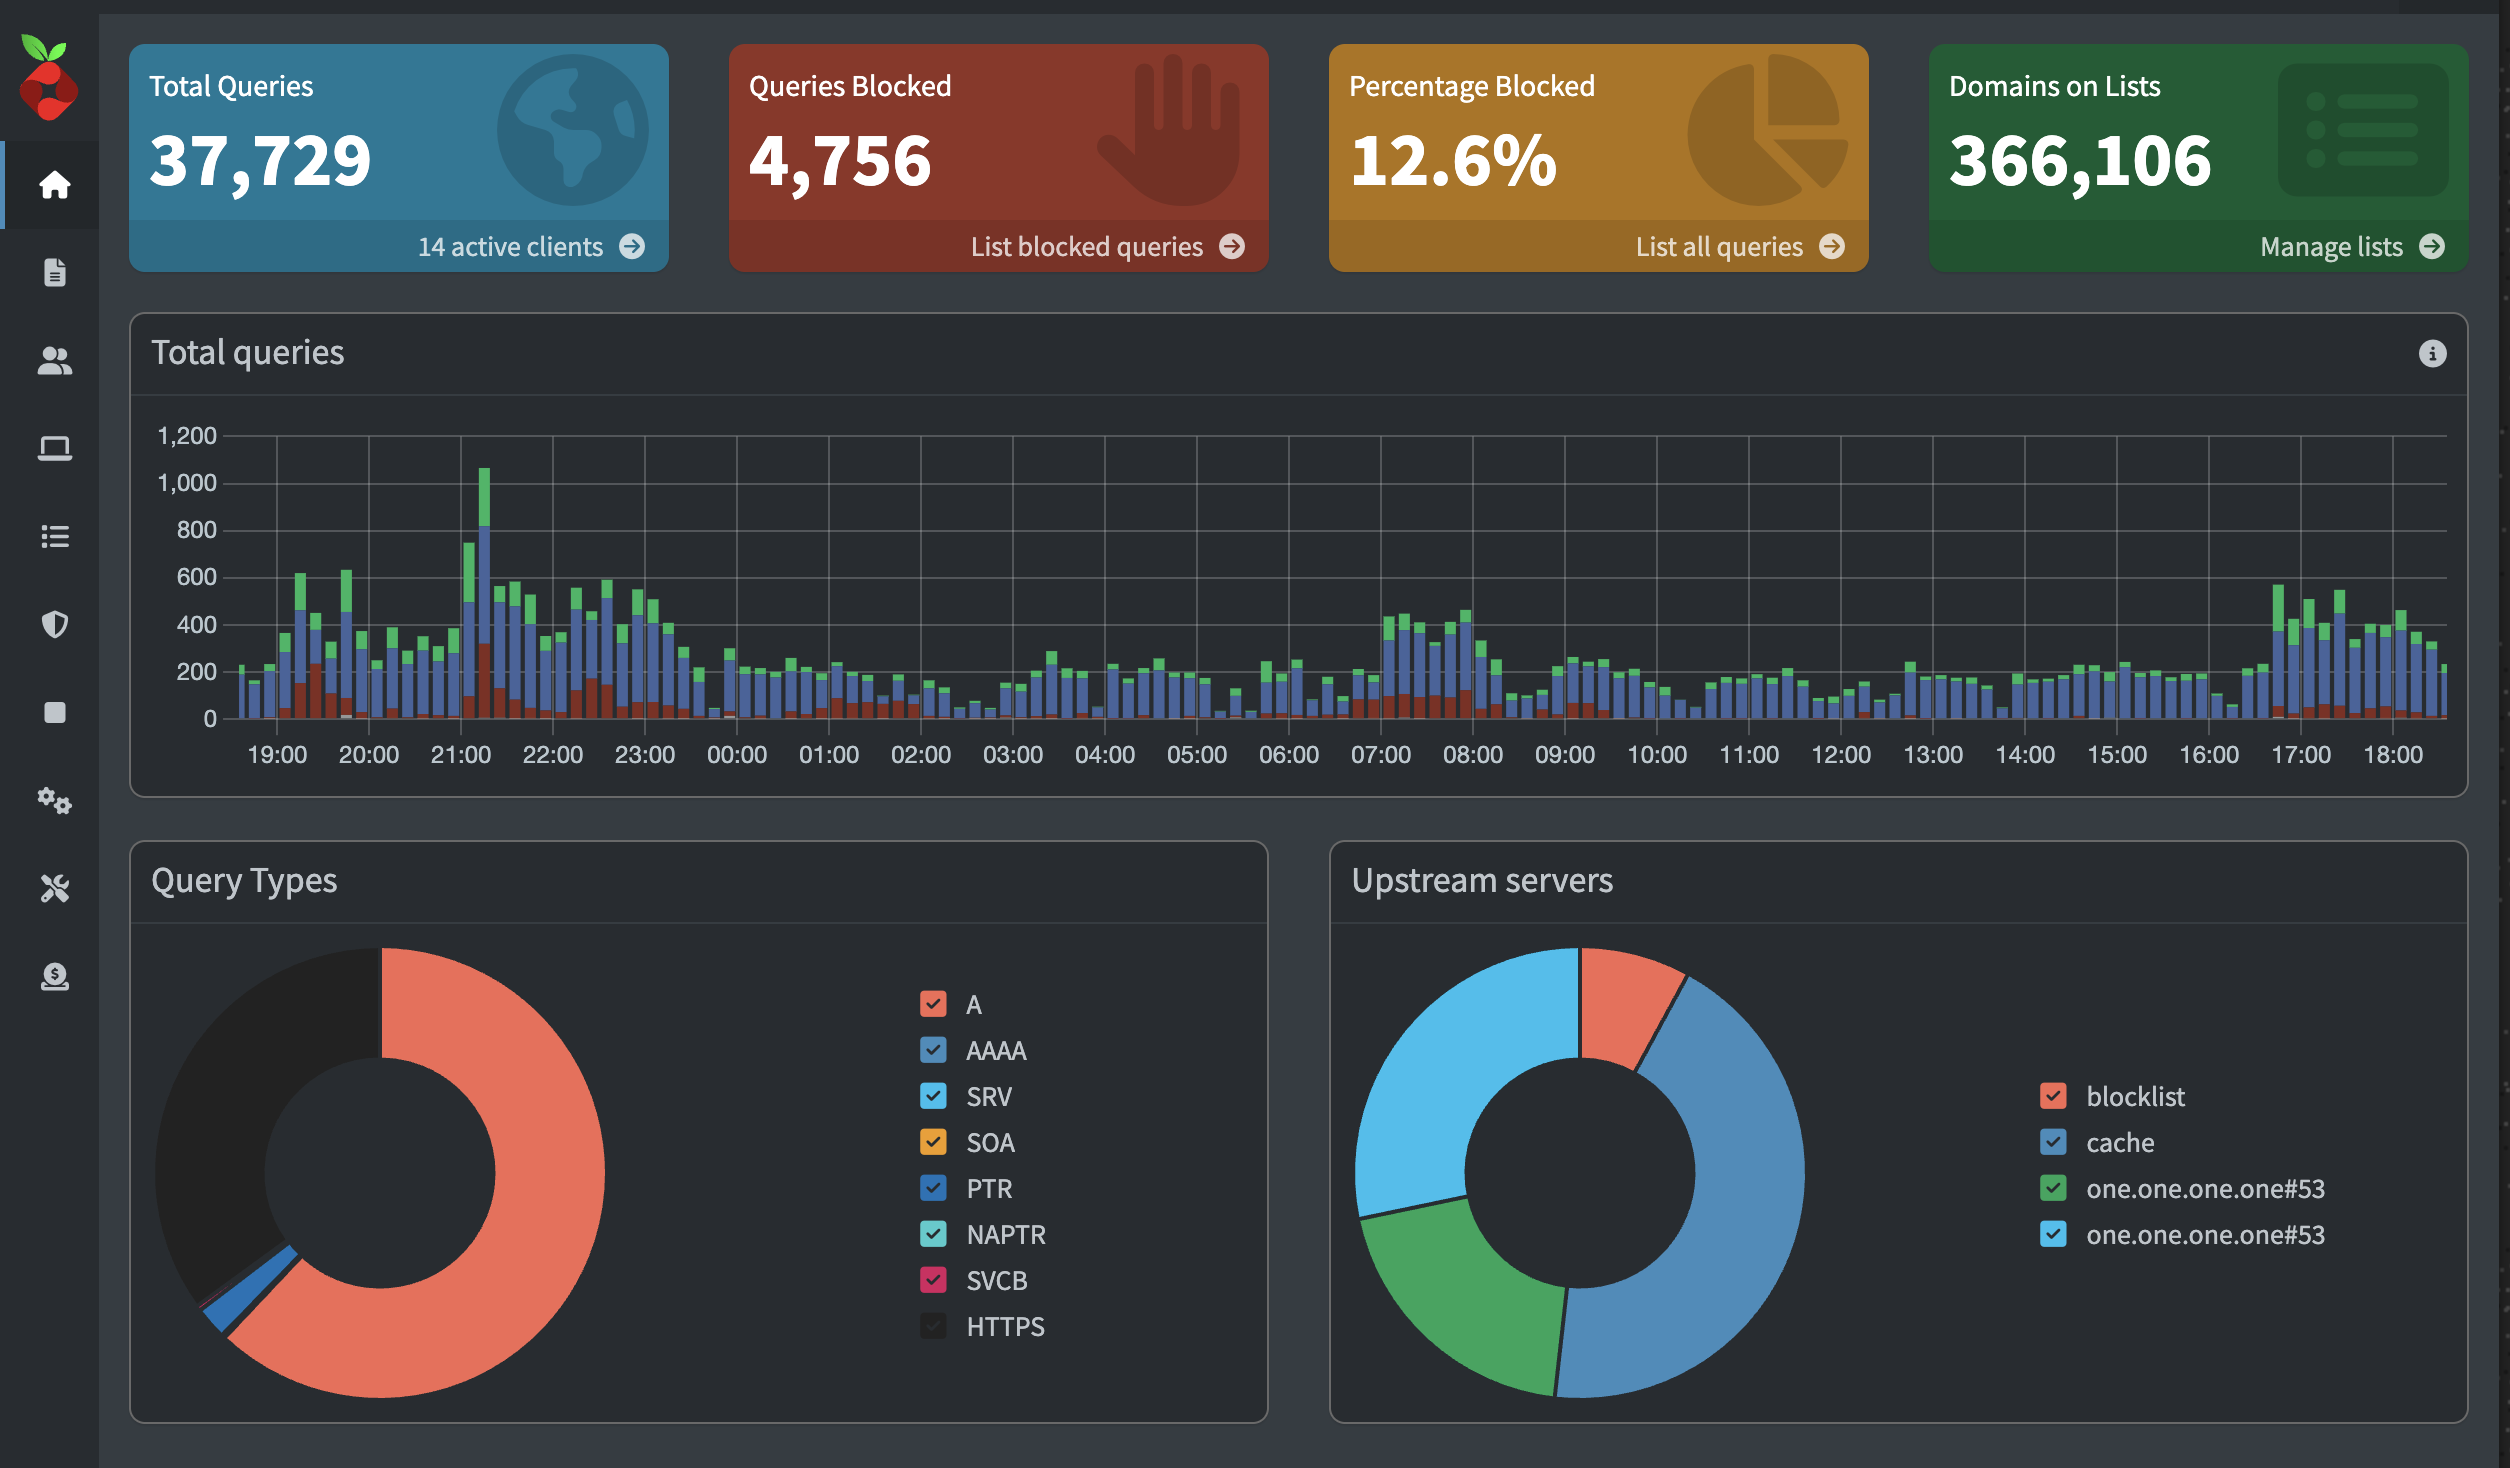 Total Queries
37,729
14 active clients
Queries Blocked
4,756
List blocked queries
Percentage Blocked
12.6%
List all queries
Domains on Lists
366,106
Manage lists
Total queries
1,200
1,000
800
600
400
200
0
19:00 20:00 21:00 22:00 23:00 00:00 01:00 02:00 03:00 04:00 05:00 06:00 07:00 08:00 09:00 10:00 11:00 12:00 13:00 14:00 15:00 16:00 17:00 18:00
Query Types
A
AAAA
SRV
SOA
PTR
NAPTR
SVCB
HTTPS
Upstream servers
blocklist
cache
one.one.one.one#53
one.one.one.one#53